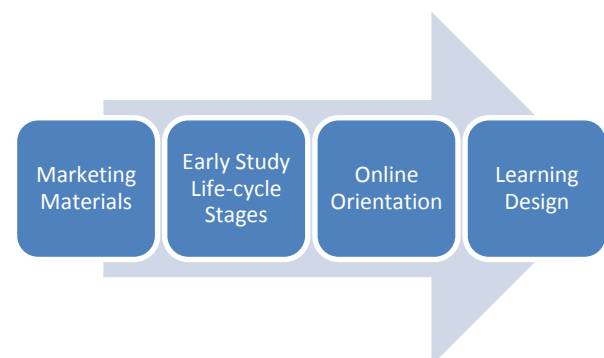 Marketing
Materials
Early Study
Life-cycle
Stages
Online
Orientation
Learning
Design